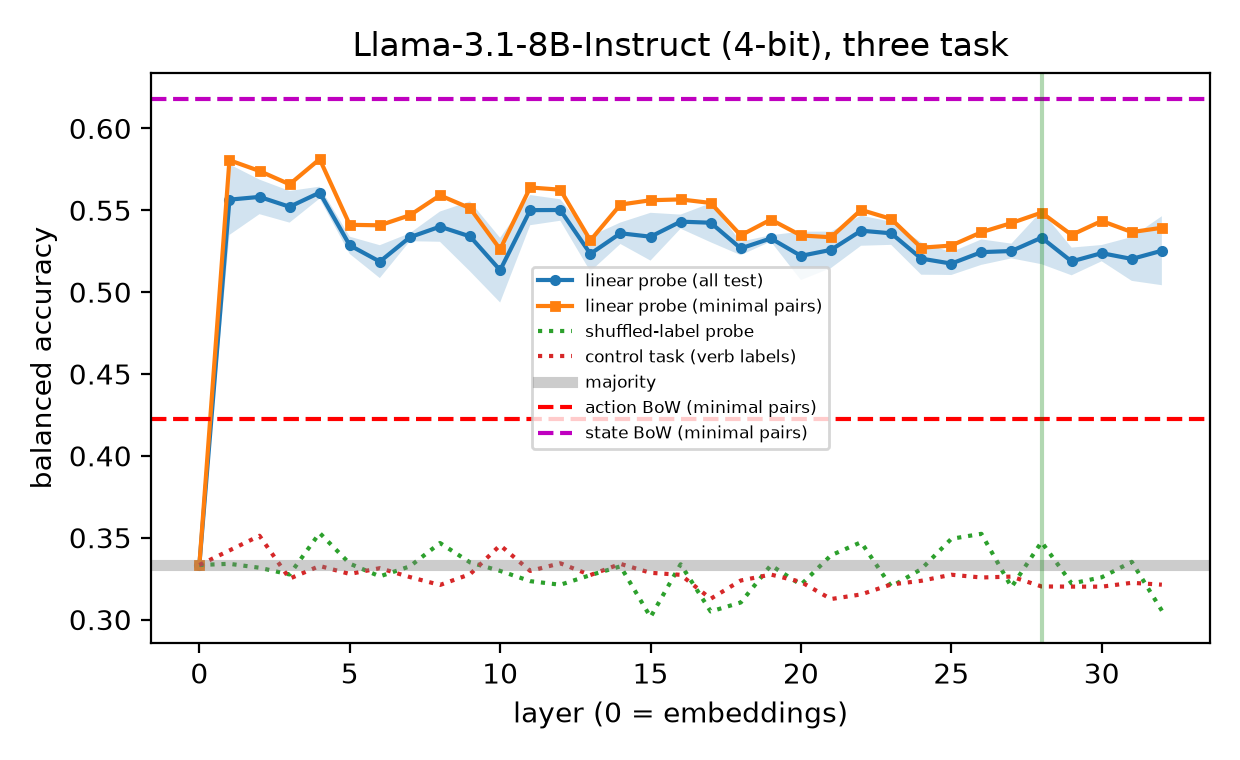 Llama-3.1-8B-Instruct (4-bit), three task
balanced accuracy
0.60
0.55
0.50
0.45
0.40
0.35
0.30
linear probe (all test)
linear probe (minimal pairs)
shuffled-label probe
control task (verb labels)
majority
action BoW (minimal pairs)
state BoW (minimal pairs)
0 5 10 15 20 25 30
layer (0 = embeddings)